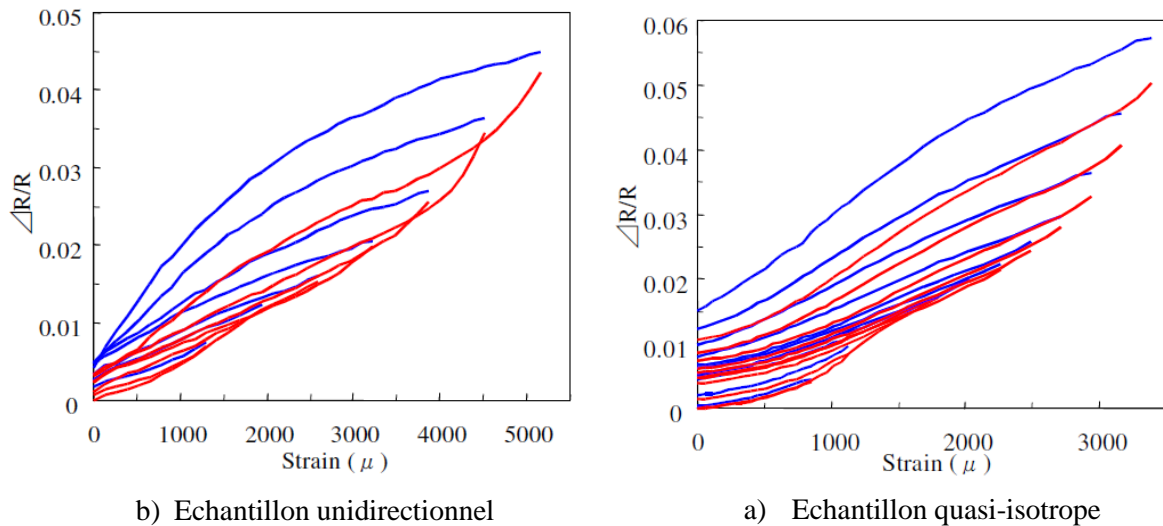 0.05
0.04
0.03
0.02
0.01
0
⊿R/R
0 1000 2000 3000 4000 5000
Strain ( μ )
b) Echantillon unidirectionnel
0.06
0.05
0.04
0.03
0.02
0.01
0
⊿R/R
0 1000 2000 3000
Strain ( μ )
a) Echantillon quasi-isotrope